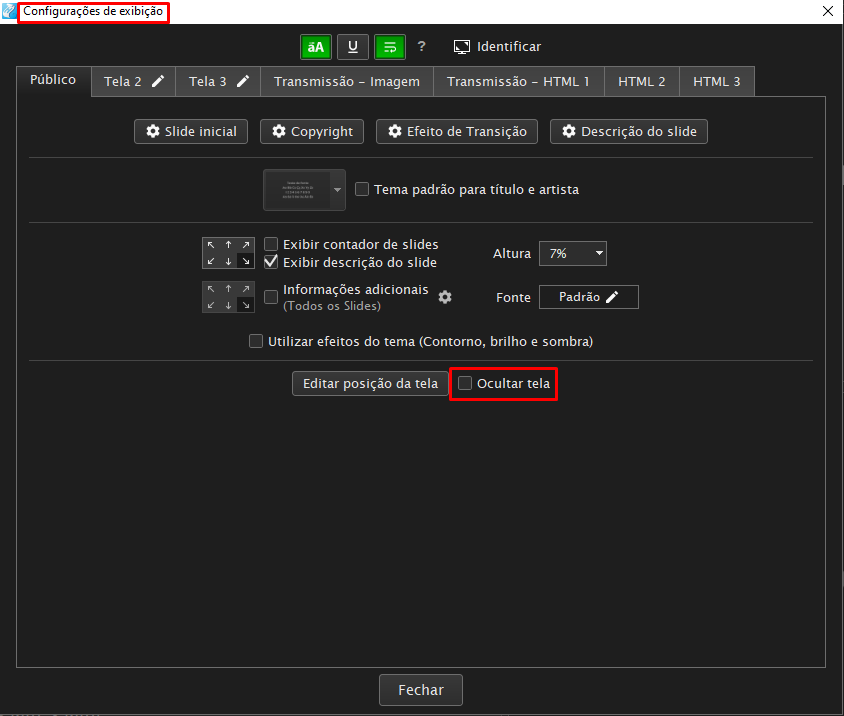 Configurações de exibição
āA U ? Identificar
Público Tela 2 Tela 3 Transmissão - Imagem Transmissão - HTML 1 HTML 2 HTML 3
Slide inicial Copyright Efeito de Transição Descrição do slide
Tema padrão para título e artista
Exibir contador de slides
Exibir descrição do slide
Altura 7%
Informações adicionais
(Todos os Slides)
Fonte Padrão
Utilizar efeitos do tema (Contorno, brilho e sombra)
Editar posição da tela Ocultar tela
Fechar